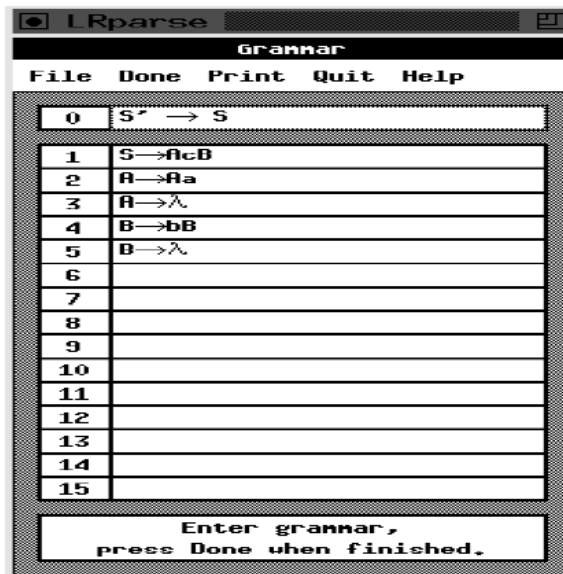 LRparse
Grammar
File Done Print Quit Help
0 S′ → S
1 S→AcB
2 A→Aa
3 A→λ
4 B→bB
5 B→λ
6
7
8
9
10
11
12
13
14
15
Enter grammar,
press Done when finished.